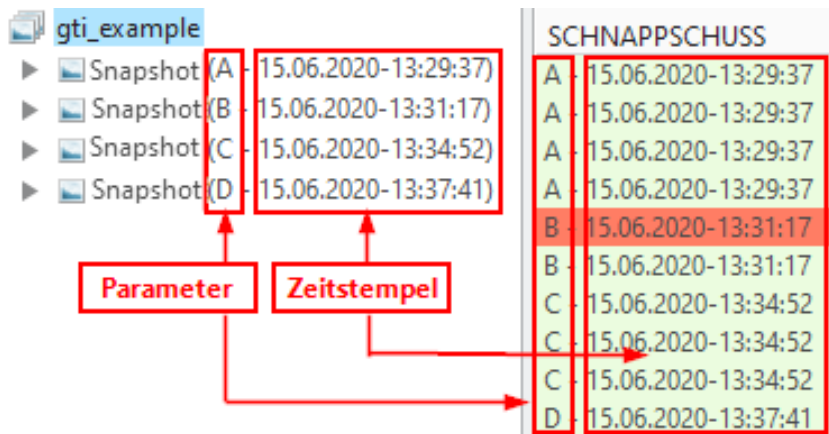 gti_example
Snapshot (A - 15.06.2020-13:29:37)
Snapshot (B - 15.06.2020-13:31:17)
Snapshot (C - 15.06.2020-13:34:52)
Snapshot (D - 15.06.2020-13:37:41)
Parameter
Zeitstempel
SCHNAPPSCHUSS
A - 15.06.2020-13:29:37
A - 15.06.2020-13:29:37
A - 15.06.2020-13:29:37
A - 15.06.2020-13:29:37
B - 15.06.2020-13:31:17
B - 15.06.2020-13:31:17
C - 15.06.2020-13:34:52
C - 15.06.2020-13:34:52
C - 15.06.2020-13:34:52
D - 15.06.2020-13:37:41